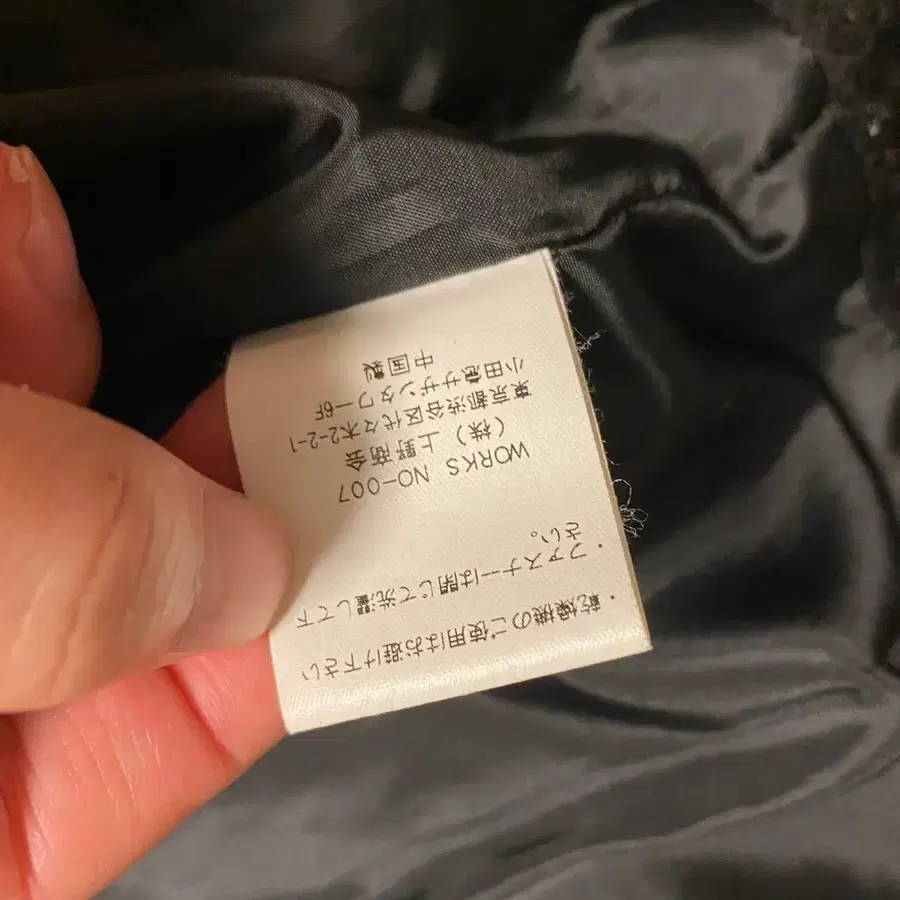 ・乾燥機のご使用はお避け下さい
・ファスナーは閉じて洗濯して下
さい。
WORKS NO-007
（株）上野商会
東京都渋谷区代々木2-2-1
小田急サザンタワー6F
中国製